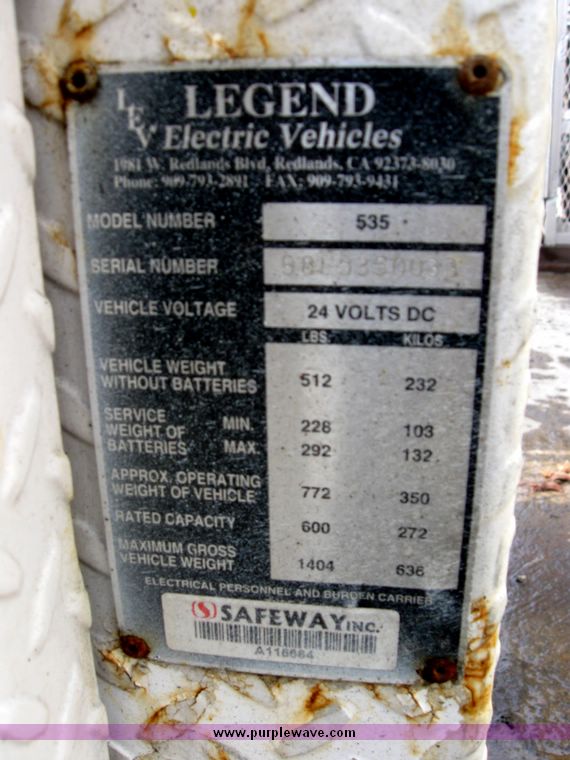 LEV LEGEND
Electric Vehicles
1981 W. Redlands Blvd, Redlands, CA 92373-8030
Phone: 909-793-2891 FAX: 909-793-9431
MODEL NUMBER 535
SERIAL NUMBER
VEHICLE VOLTAGE 24 VOLTS DC
LBS. KILOS
VEHICLE WEIGHT
WITHOUT BATTERIES 512 232
SERVICE MIN. 228 103
WEIGHT OF
BATTERIES MAX. 292 132
APPROX. OPERATING
WEIGHT OF VEHICLE 772 350
RATED CAPACITY 600 272
MAXIMUM GROSS
VEHICLE WEIGHT 1404 636
ELECTRICAL PERSONNEL AND BURDEN CARRIER
SAFEWAY INC.
A116664
www.purplewave.com